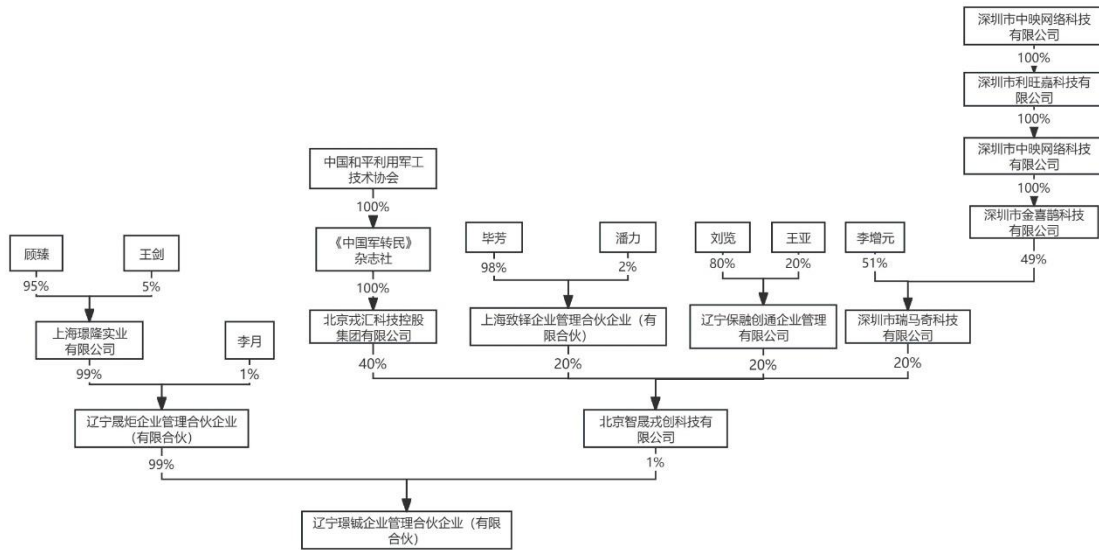 深圳市中映网络科技
有限公司
100%
深圳市利旺嘉科技有
限公司
100%
中国和平利用军工
技术协会
深圳市中映网络科技
有限公司
100%
100%
顾臻
王剑
《中国军转民》
杂志社
毕芳
潘力
刘览
王亚
李增元
深圳市金喜鹊科技
有限公司
95%
5%
100%
98%
2%
80%
20%
51%
49%
上海璟隆实业
有限公司
李月
北京戎汇科技控股
集团有限公司
上海致铎企业管理合伙企业（有
限合伙）
辽宁保融创通企业管理
有限公司
深圳市瑞马奇科技
有限公司
99%
1%
40%
20%
20%
20%
辽宁晟炬企业管理合伙企业
（有限合伙）
北京智晟戎创科技有
限公司
99%
1%
辽宁璟铖企业管理合伙企业（有限
合伙）